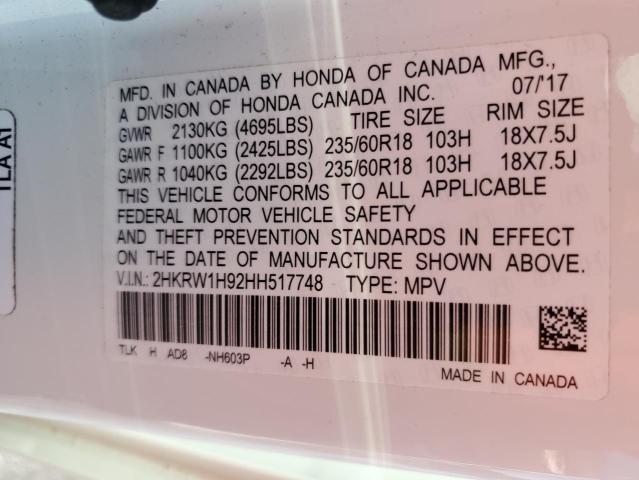 MFD. IN CANADA BY HONDA OF CANADA MFG.,
A DIVISION OF HONDA CANADA INC. 07/'17
GVWR 2130KG (4695LBS) TIRE SIZE RIM SIZE
GAWR F 1100KG (2425LBS) 235/60R18 103H 18X7.5J
GAWR R 1040KG (2292LBS) 235/60R18 103H 18X7.5J
THIS VEHICLE CONFORMS TO ALL APPLICABLE
FEDERAL MOTOR VEHICLE SAFETY
AND THEFT PREVENTION STANDARDS IN EFFECT
ON THE DATE OF MANUFACTURE SHOWN ABOVE.
V.I.N.: 2HKRW1H92HH517748 TYPE: MPV
TLK H AD8 -NH603P -A -H
MADE IN CANADA
TLA A1